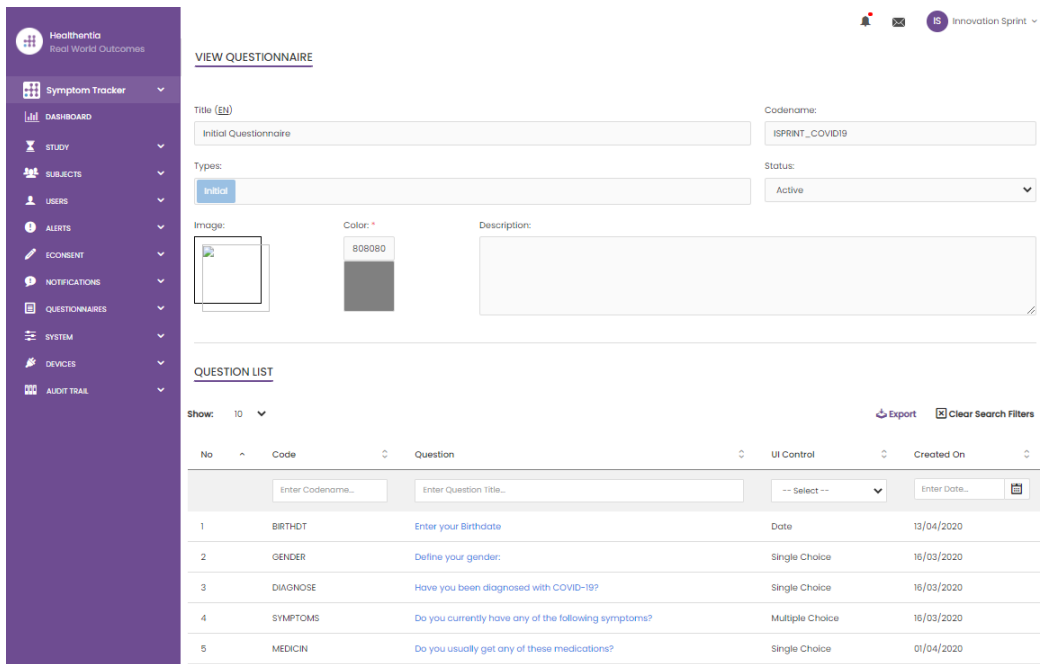 Healthentia
Real World Outcomes
IS Innovation Sprint
VIEW QUESTIONNAIRE
Symptom Tracker
DASHBOARD
STUDY
SUBJECTS
USERS
ALERTS
ECONSENT
NOTIFICATIONS
QUESTIONNAIRES
SYSTEM
DEVICES
AUDIT TRAIL
Title (EN) Codename:
Initial Questionnaire ISPRINT_COVID19
Types: Status:
Initial Active
Image: Color: * Description:
808080
QUESTION LIST
Show: 10 Export Clear Search Filters
No Code Question UI Control Created On
Enter Codename... Enter Question Title... -- Select -- Enter Date...
1 BIRTHDT Enter your Birthdate Date 13/04/2020
2 GENDER Define your gender: Single Choice 16/03/2020
3 DIAGNOSE Have you been diagnosed with COVID-19? Single Choice 16/03/2020
4 SYMPTOMS Do you currently have any of the following symptoms? Multiple Choice 16/03/2020
5 MEDICIN Do you usually get any of these medications? Single Choice 01/04/2020